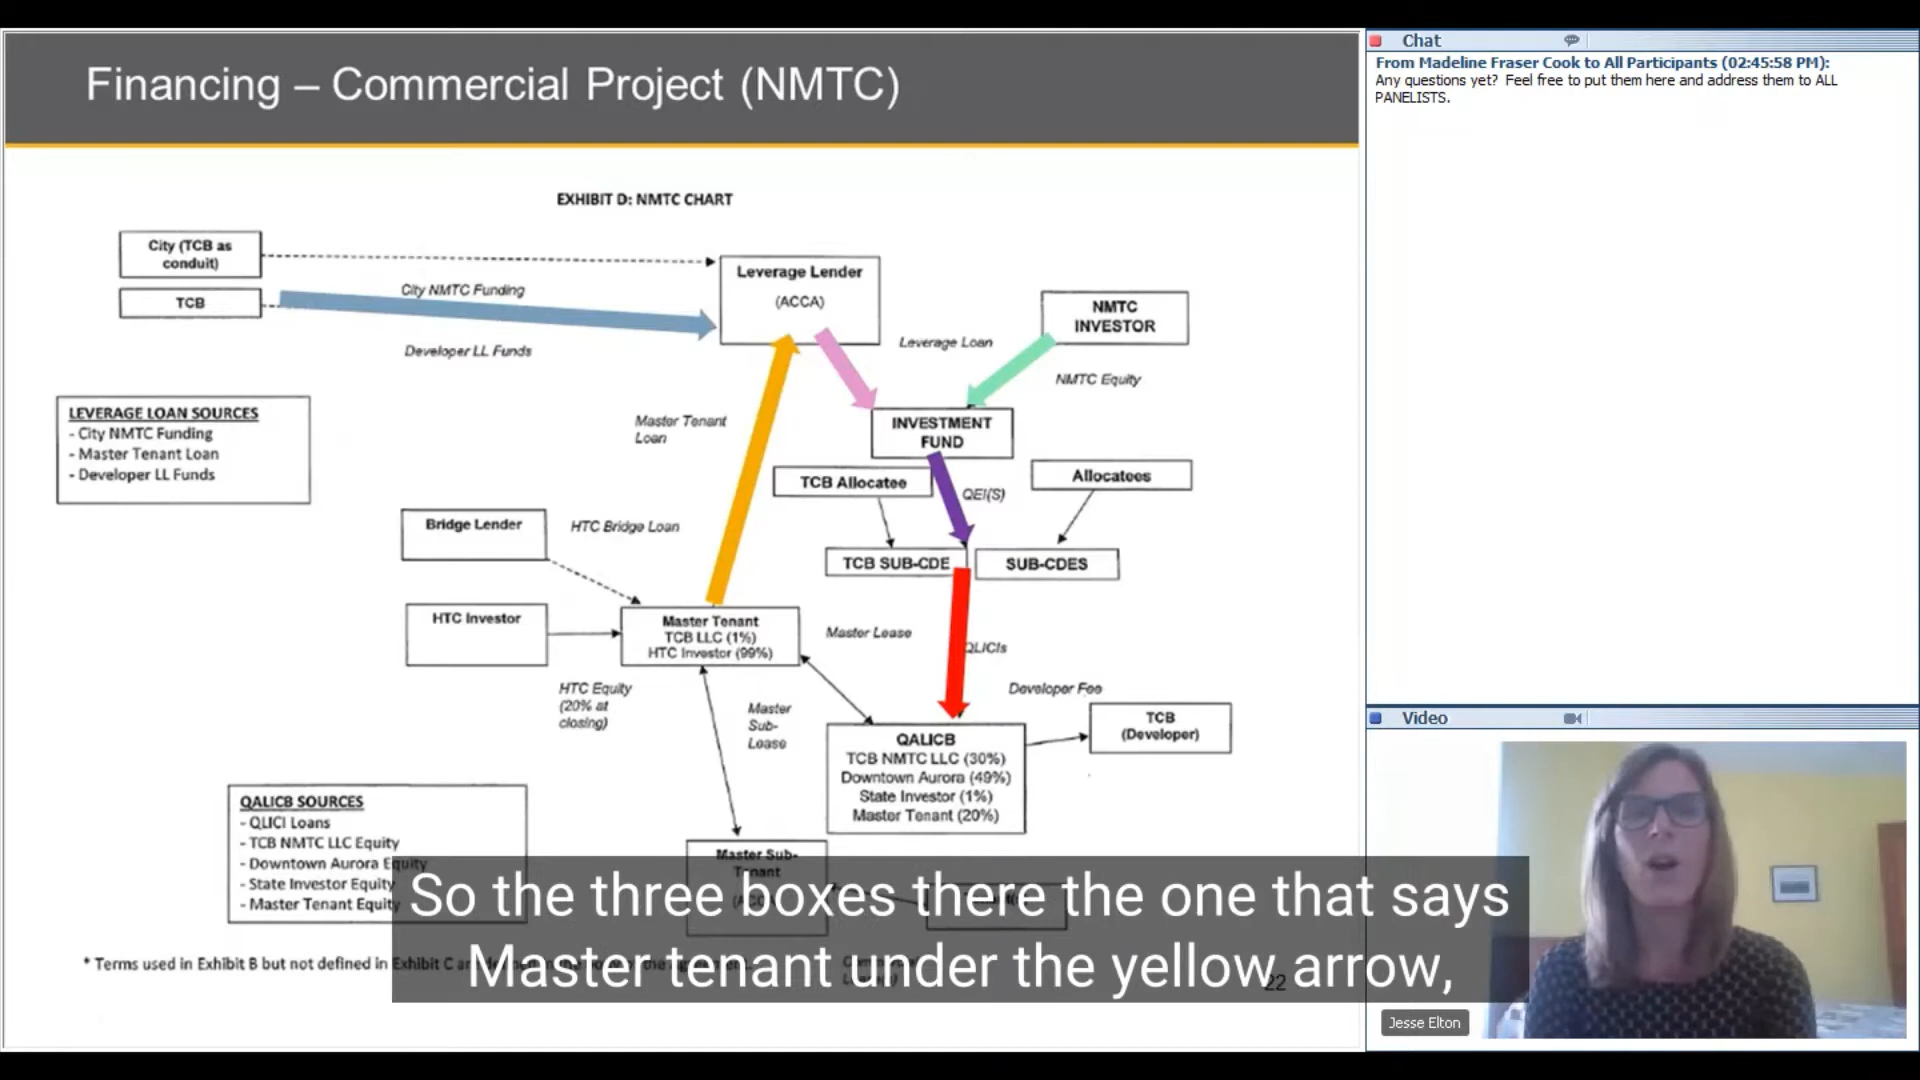 Financing – Commercial Project (NMTC)
EXHIBIT D: NMTC CHART
City (TCB as
conduit)
TCB
City NMTC Funding
Developer LL Funds
Leverage Lender
(ACCA)
NMTC
INVESTOR
Leverage Loan
NMTC Equity
LEVERAGE LOAN SOURCES
- City NMTC Funding
- Master Tenant Loan
- Developer LL Funds
Master Tenant
Loan
INVESTMENT
FUND
TCB Allocatee
QEI(S)
Allocatees
Bridge Lender
HTC Bridge Loan
TCB SUB-CDE
SUB-CDES
HTC Investor
Master Tenant
TCB LLC (1%)
HTC Investor (99%)
Master Lease
QLICIs
HTC Equity
(20% at
closing)
Master
Sub-
Lease
Developer Fee
TCB
(Developer)
QALICB
TCB NMTC LLC (30%)
Downtown Aurora (49%)
State Investor (1%)
Master Tenant (20%)
QALICB SOURCES
- QLICI Loans
- TCB NMTC LLC Equity
- Downtown Aurora Equity
- State Investor Equity
- Master Tenant Equity
Master Sub-
Tenant
* Terms used in Exhibit B but not defined in Exhibit C
22
So the three boxes there the one that says
Master tenant under the yellow arrow,
Chat
From Madeline Fraser Cook to All Participants (02:45:58 PM):
Any questions yet? Feel free to put them here and address them to ALL
PANELISTS.
Video
Jesse Elton